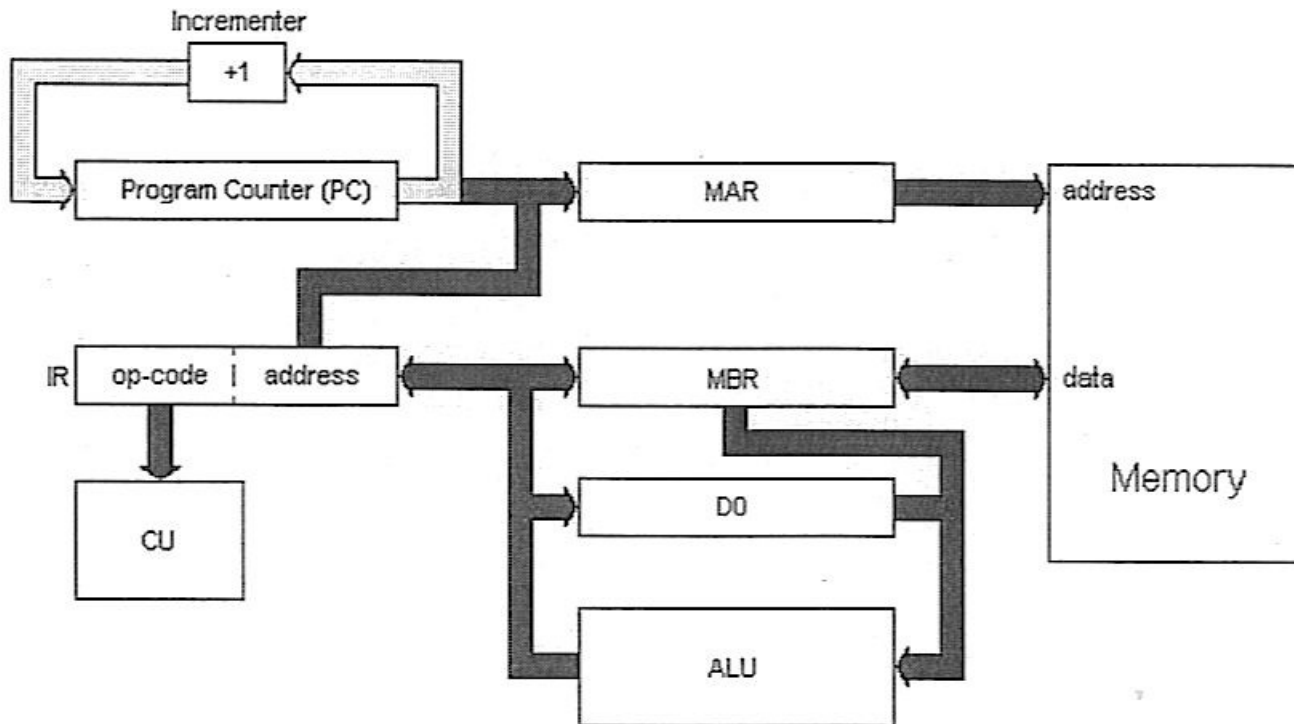 Incrementer
+1
Program Counter (PC)
MAR
address
IR
op-code
address
MBR
data
D0
Memory
CU
ALU